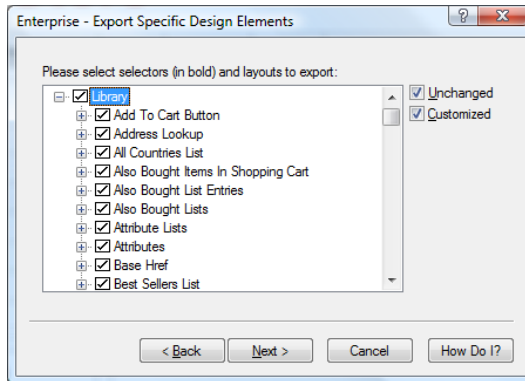 Enterprise - Export Specific Design Elements
?
X
Please select selectors (in bold) and layouts to export:
Library
Add To Cart Button
Address Lookup
All Countries List
Also Bought Items In Shopping Cart
Also Bought List Entries
Also Bought Lists
Attribute Lists
Attributes
Base Href
Best Sellers List
Unchanged
Customized
< Back
Next >
Cancel
How Do I?